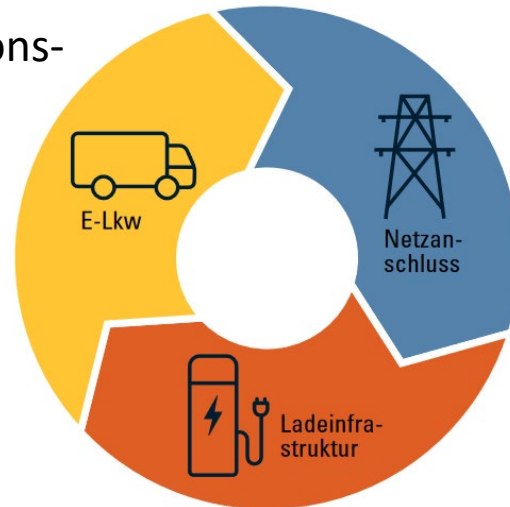 ons-
E-Lkw
Netzan-
schluss
Ladeinfra-
struktur